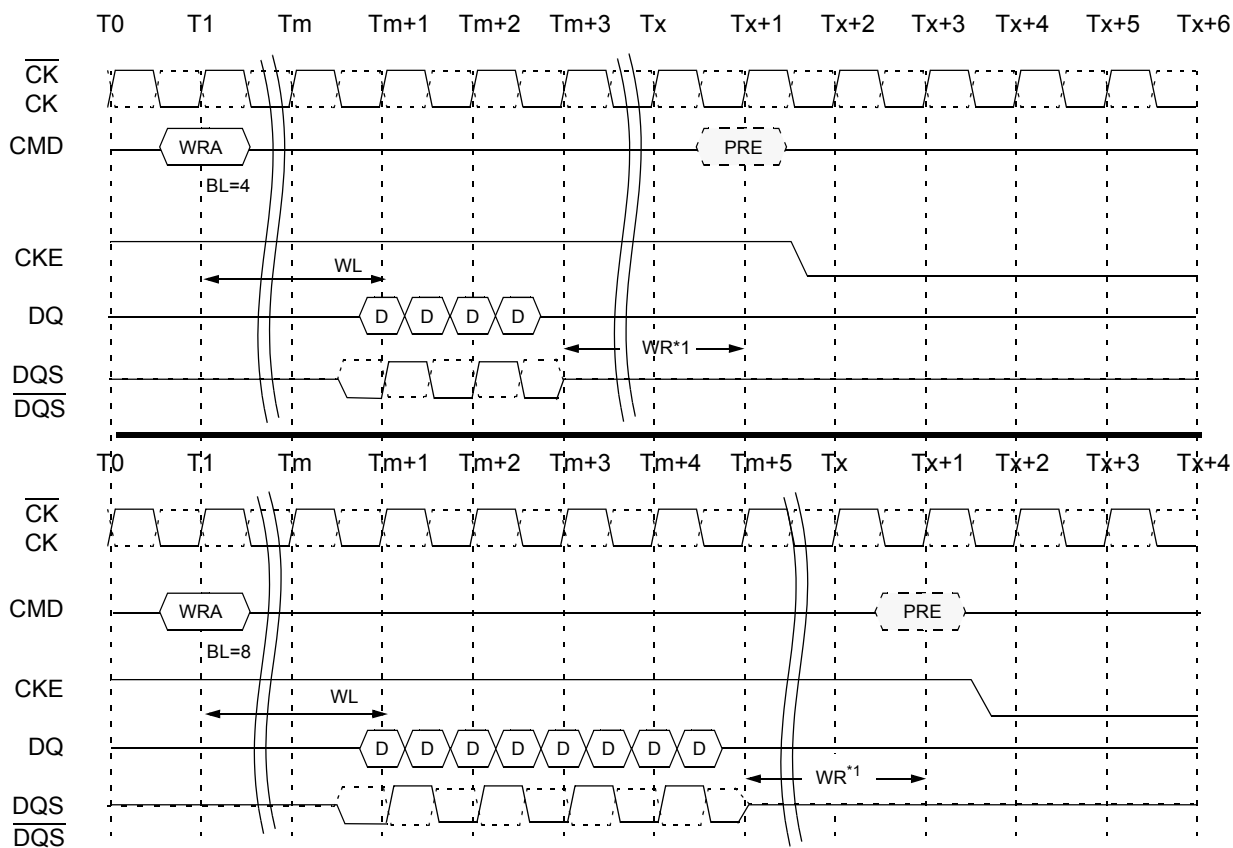 T0 T1 Tm Tm+1 Tm+2 Tm+3 Tx Tx+1 Tx+2 Tx+3 Tx+4 Tx+5 Tx+6
CK
CK
CMD WRA PRE
BL=4
CKE
WL
DQ D D D D
WR*1
DQS
DQS
T0 T1 Tm Tm+1 Tm+2 Tm+3 Tm+4 Tm+5 Tx Tx+1 Tx+2 Tx+3 Tx+4
CK
CK
CMD WRA PRE
BL=8
CKE
WL
DQ D D D D D D D D
WR*1
DQS
DQS